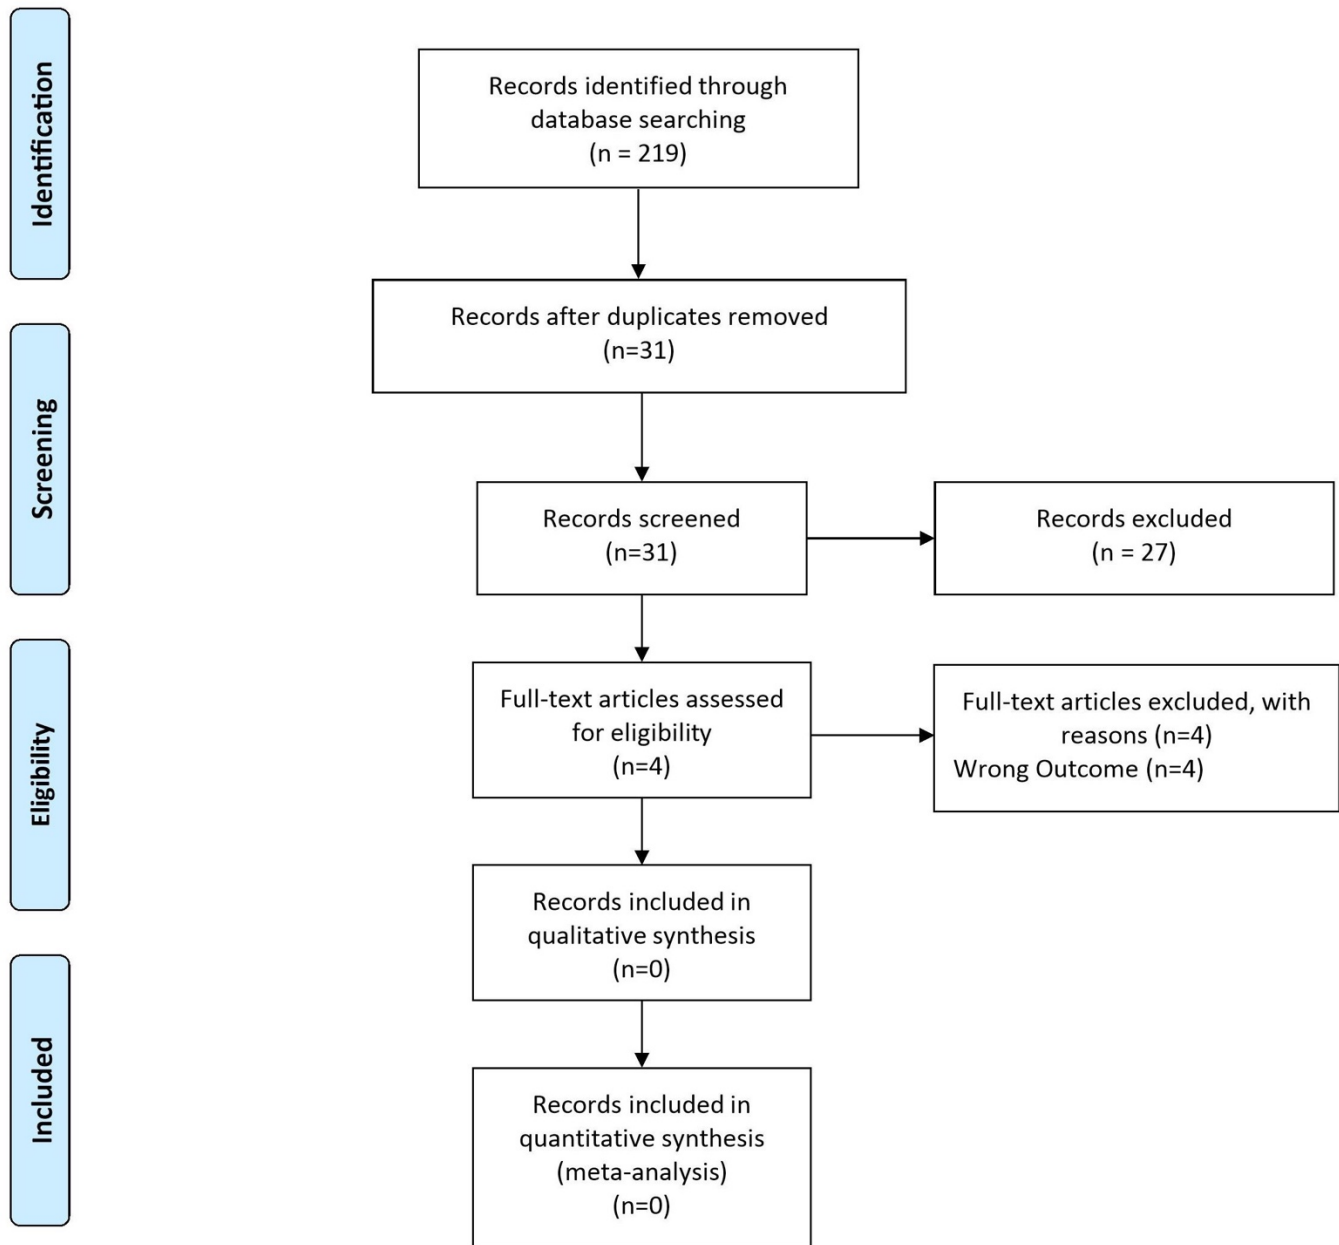 Identification
Records identified through
database searching
(n = 219)
Records after duplicates removed
(n=31)
Screening
Records screened
(n=31)
Records excluded
(n = 27)
Eligibility
Full-text articles assessed
for eligibility
(n=4)
Full-text articles excluded, with
reasons (n=4)
Wrong Outcome (n=4)
Records included in
qualitative synthesis
(n=0)
Included
Records included in
quantitative synthesis
(meta-analysis)
(n=0)